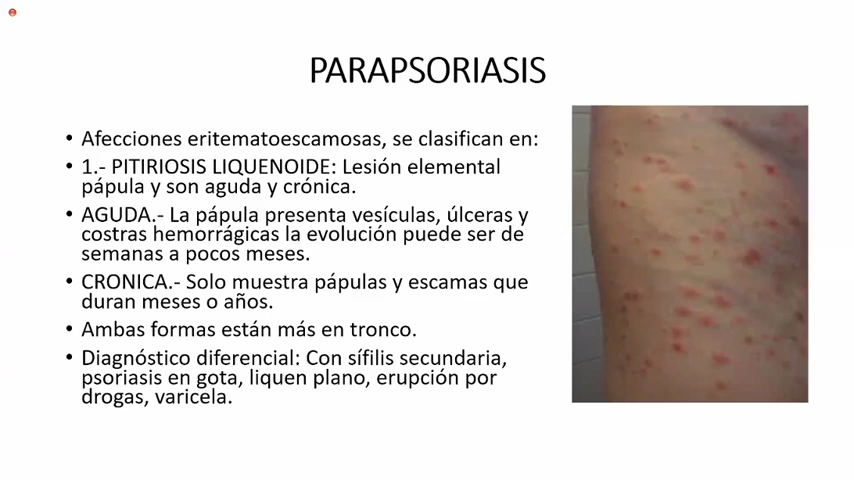 PARAPSORIASIS
• Afecciones eritematoescamosas, se clasifican en:
• 1.- PITIRIOSIS LIQUENOIDE: Lesión elemental
pápula y son aguda y crónica.
• AGUDA.- La pápula presenta vesículas, úlceras y
costras hemorrágicas la evolución puede ser de
semanas a pocos meses.
• CRONICA.- Solo muestra pápulas y escamas que
duran meses o años.
• Ambas formas están más en tronco.
• Diagnóstico diferencial: Con sífilis secundaria,
psoriasis en gota, liquen plano, erupción por
drogas, varicela.